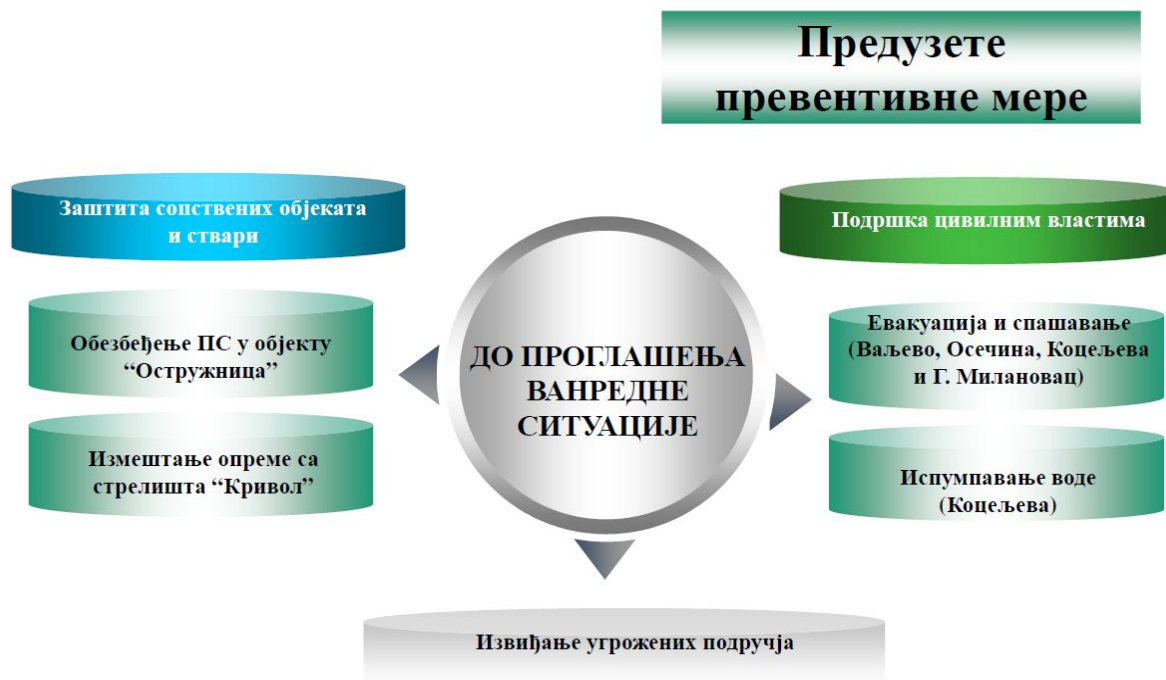 Предузете
превентивне мере
Заштита сопствених објеката
и ствари
Обезбеђење ПС у објекту
“Остружница”
Измештање опреме са
стрелишта “Кривол”
ДО ПРОГЛАШЕЊА
ВАНРЕДНЕ
СИТУАЦИЈЕ
Подршка цивилним властима
Евакуација и спашавање
(Ваљево, Осечина, Коцељева
и Г. Милановац)
Испумпавање воде
(Коцељева)
Извиђање угрожених подручја